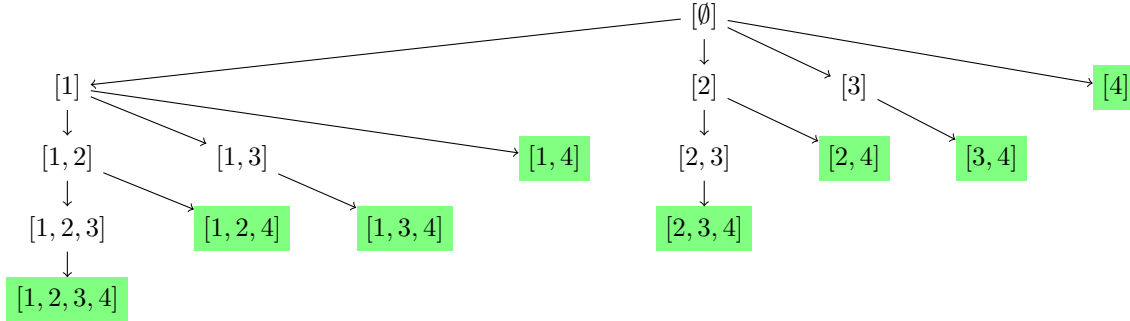 [∅]
[1] [2] [3] [4]
[1, 2] [1, 3] [1, 4] [2, 3] [2, 4] [3, 4]
[1, 2, 3] [1, 2, 4] [1, 3, 4] [2, 3, 4]
[1, 2, 3, 4]